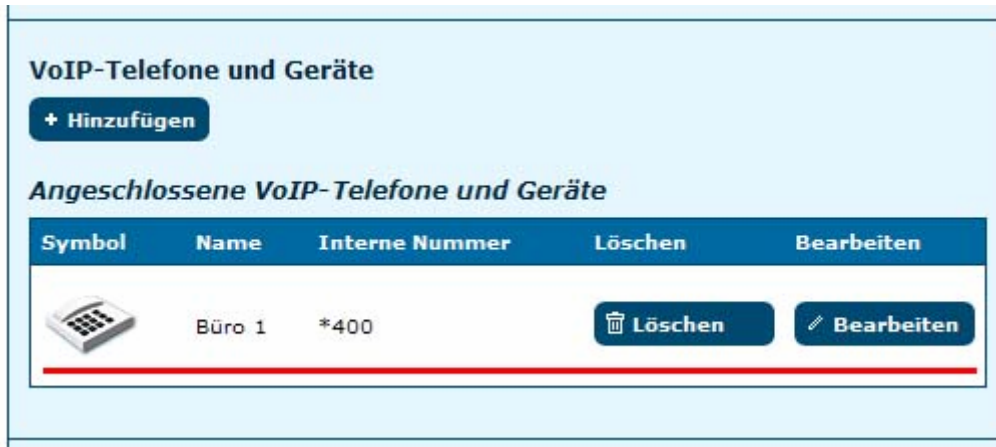 VoIP-Telefone und Geräte
+ Hinzufügen
Angeschlossene VoIP-Telefone und Geräte
Symbol Name Interne Nummer Löschen Bearbeiten
Büro 1 *400 Löschen Bearbeiten